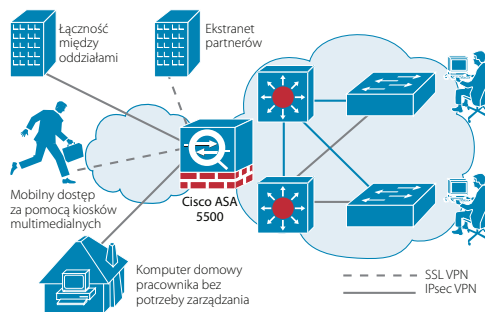 Łączność
między
oddziałami
Ekstranet
partnerów
Mobilny dostęp
za pomocą kiosków
multimedialnych
Cisco ASA
5500
Komputer domowy
pracownika bez
potrzeby zarządzania
SSL VPN
IPsec VPN